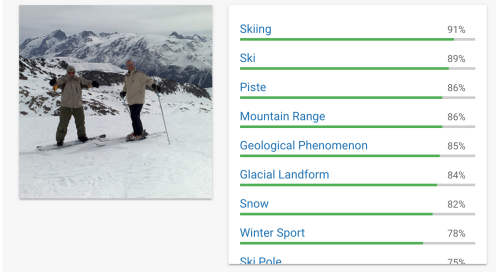 Skiing 91%
Ski 89%
Piste 86%
Mountain Range 86%
Geological Phenomenon 85%
Glacial Landform 84%
Snow 82%
Winter Sport 78%
Ski Pole 75%